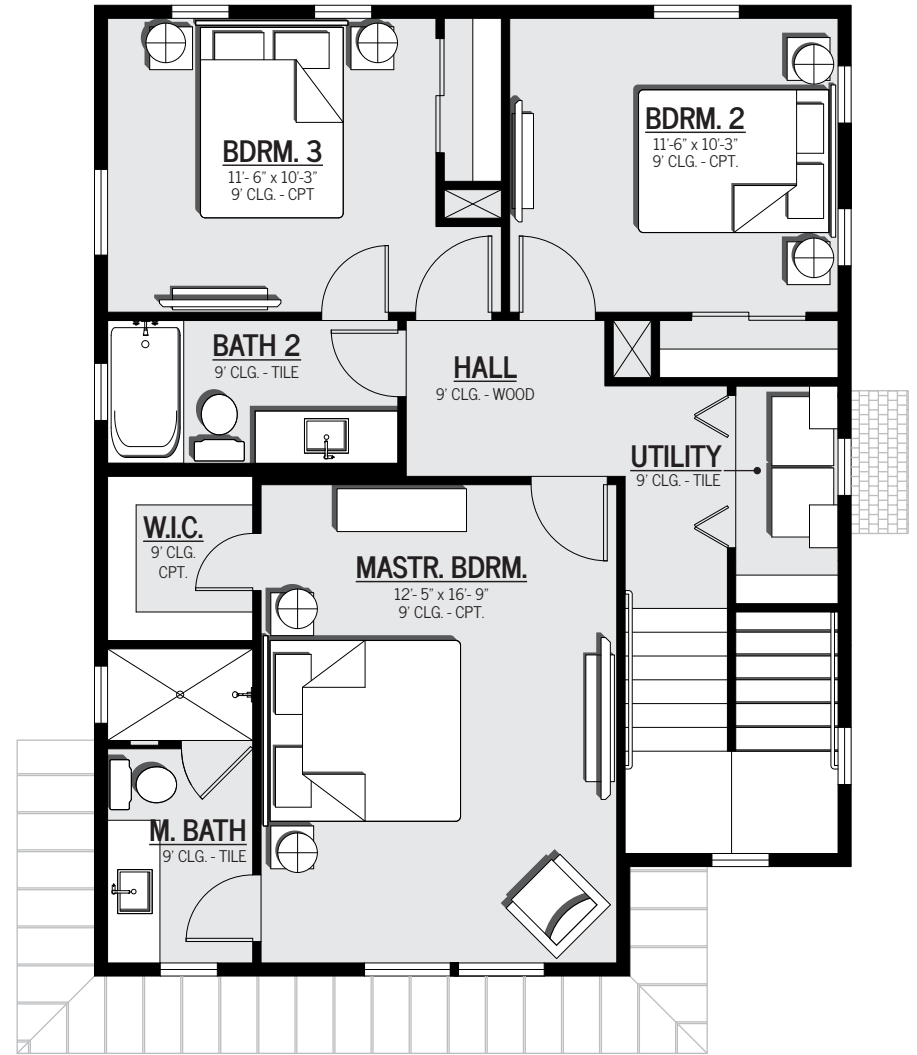 BDRM. 3
11'- 6" x 10'-3"
9' CLG. - CPT
BDRM. 2
11'-6" x 10'-3"
9' CLG. - CPT.
BATH 2
9' CLG. - TILE
HALL
9' CLG. - WOOD
UTILITY
9' CLG. - TILE
W.I.C.
9' CLG.
CPT.
MASTR. BDRM.
12'- 5" x 16'- 9"
9' CLG. - CPT.
M. BATH
9' CLG. - TILE